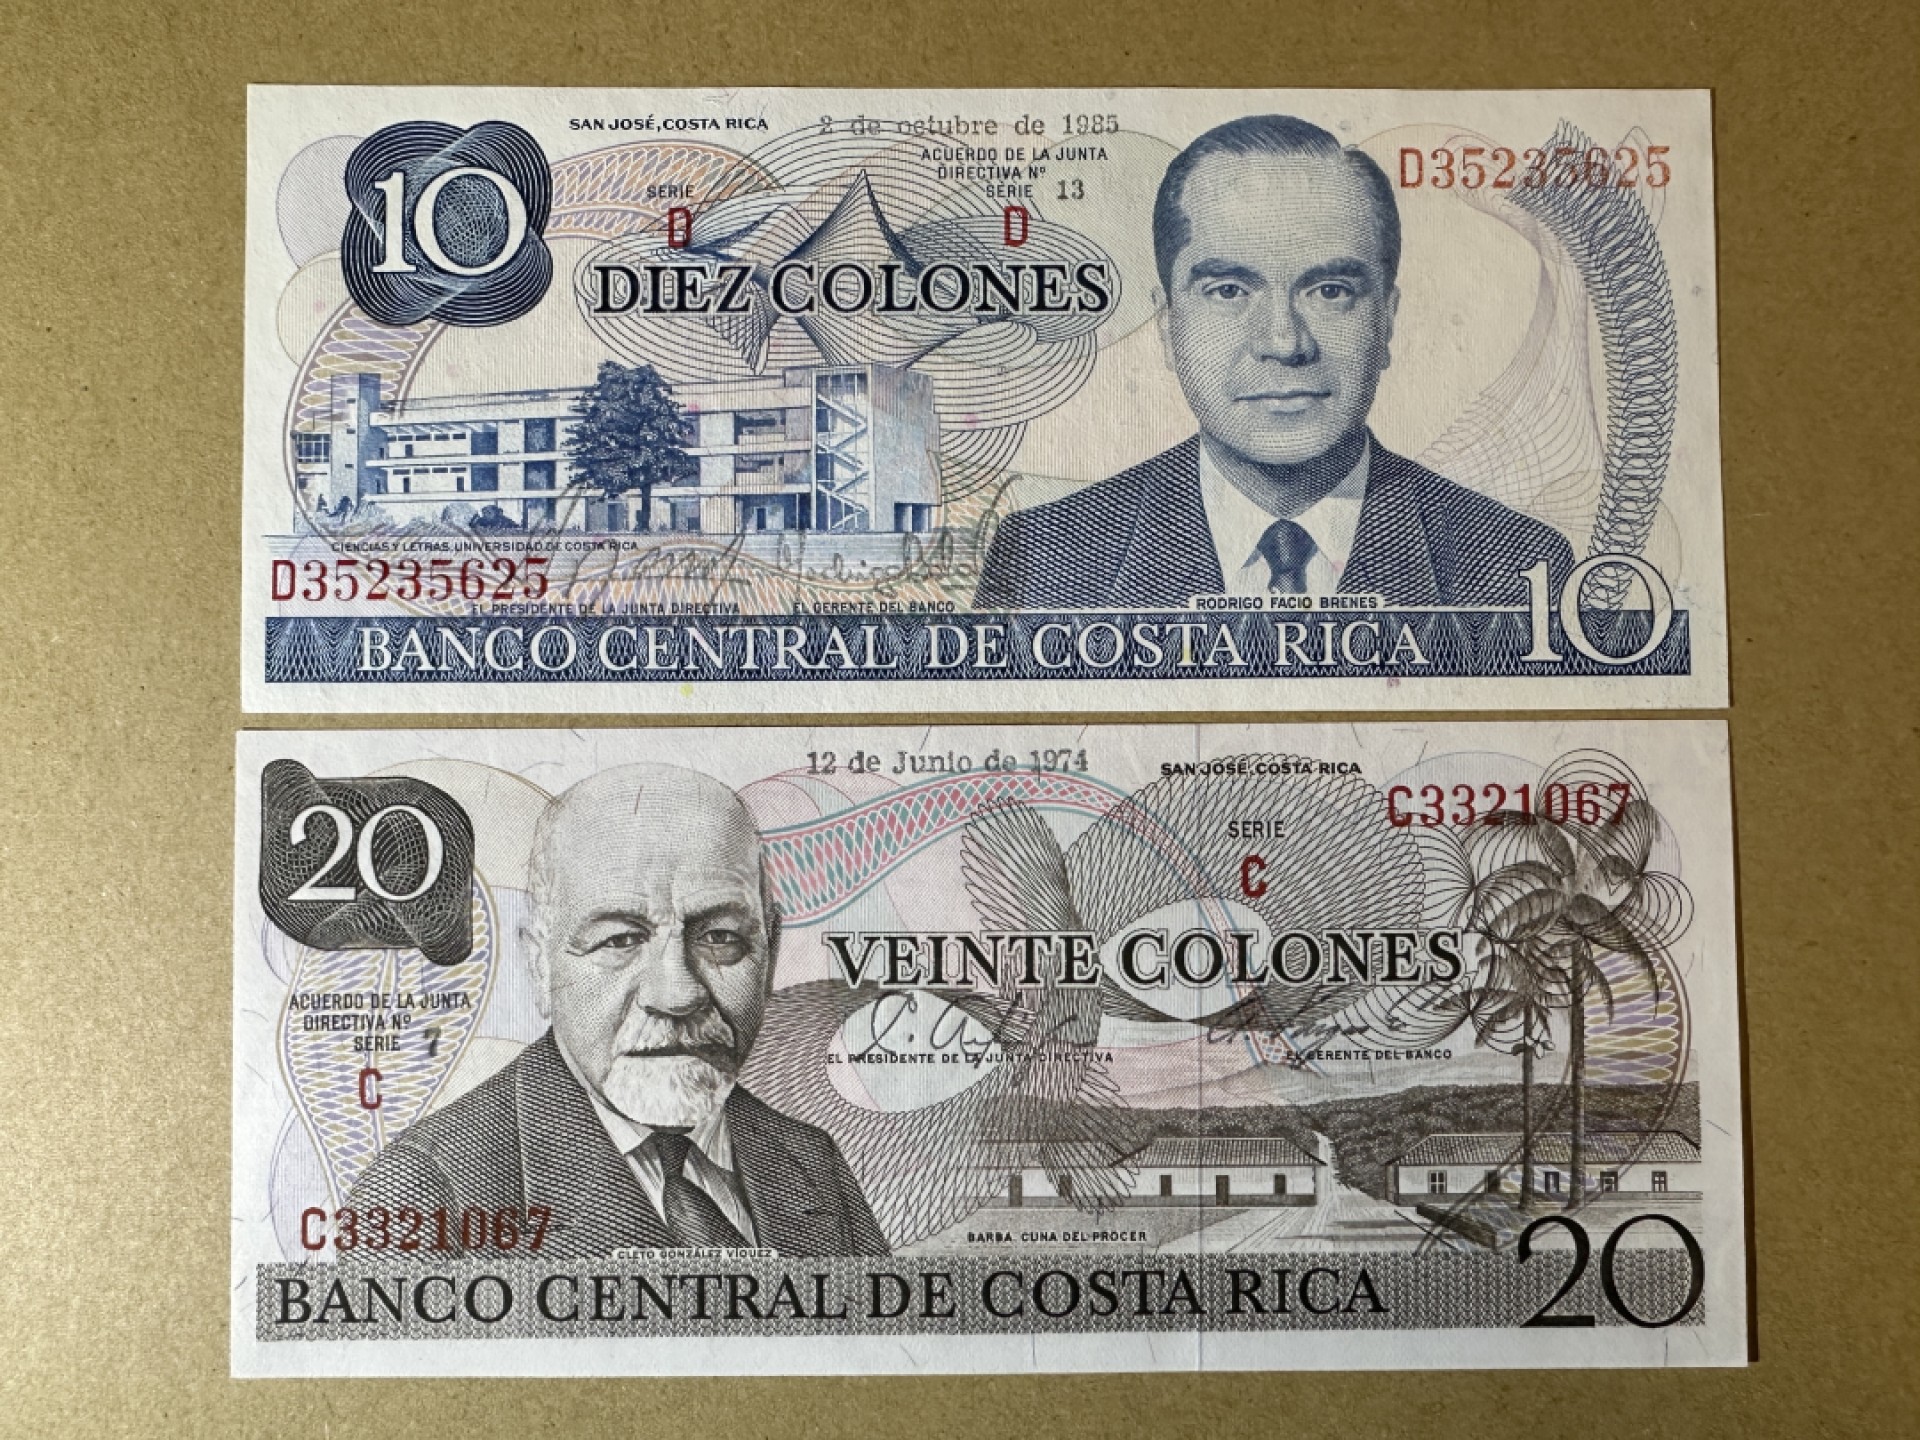 10
SAN JOSÉ, COSTA RICA
2 de octubre de 1985
ACUERDO DE LA JUNTA
DIRECTIVA Nº
SERIE 13
SERIE
D
D
D35235625
DIEZ COLONES
CIENCIAS Y LETRAS, UNIVERSIDAD DE COSTA RICA
D35235625
EL PRESIDENTE DE LA JUNTA DIRECTIVA
EL GERENTE DEL BANCO
RODRIGO FACIO BRENES
10
BANCO CENTRAL DE COSTA RICA
20
12 de Junio de 1974
SAN JOSÉ, COSTA RICA
C3321067
SERIE
C
VEINTE COLONES
ACUERDO DE LA JUNTA
DIRECTIVA Nº
SERIE 7
C
EL PRESIDENTE DE LA JUNTA DIRECTIVA
EL GERENTE DEL BANCO
C3321067
CLETO GONZÁLEZ VÍQUEZ
BARBA CUNA DEL PROCER
BANCO CENTRAL DE COSTA RICA
20